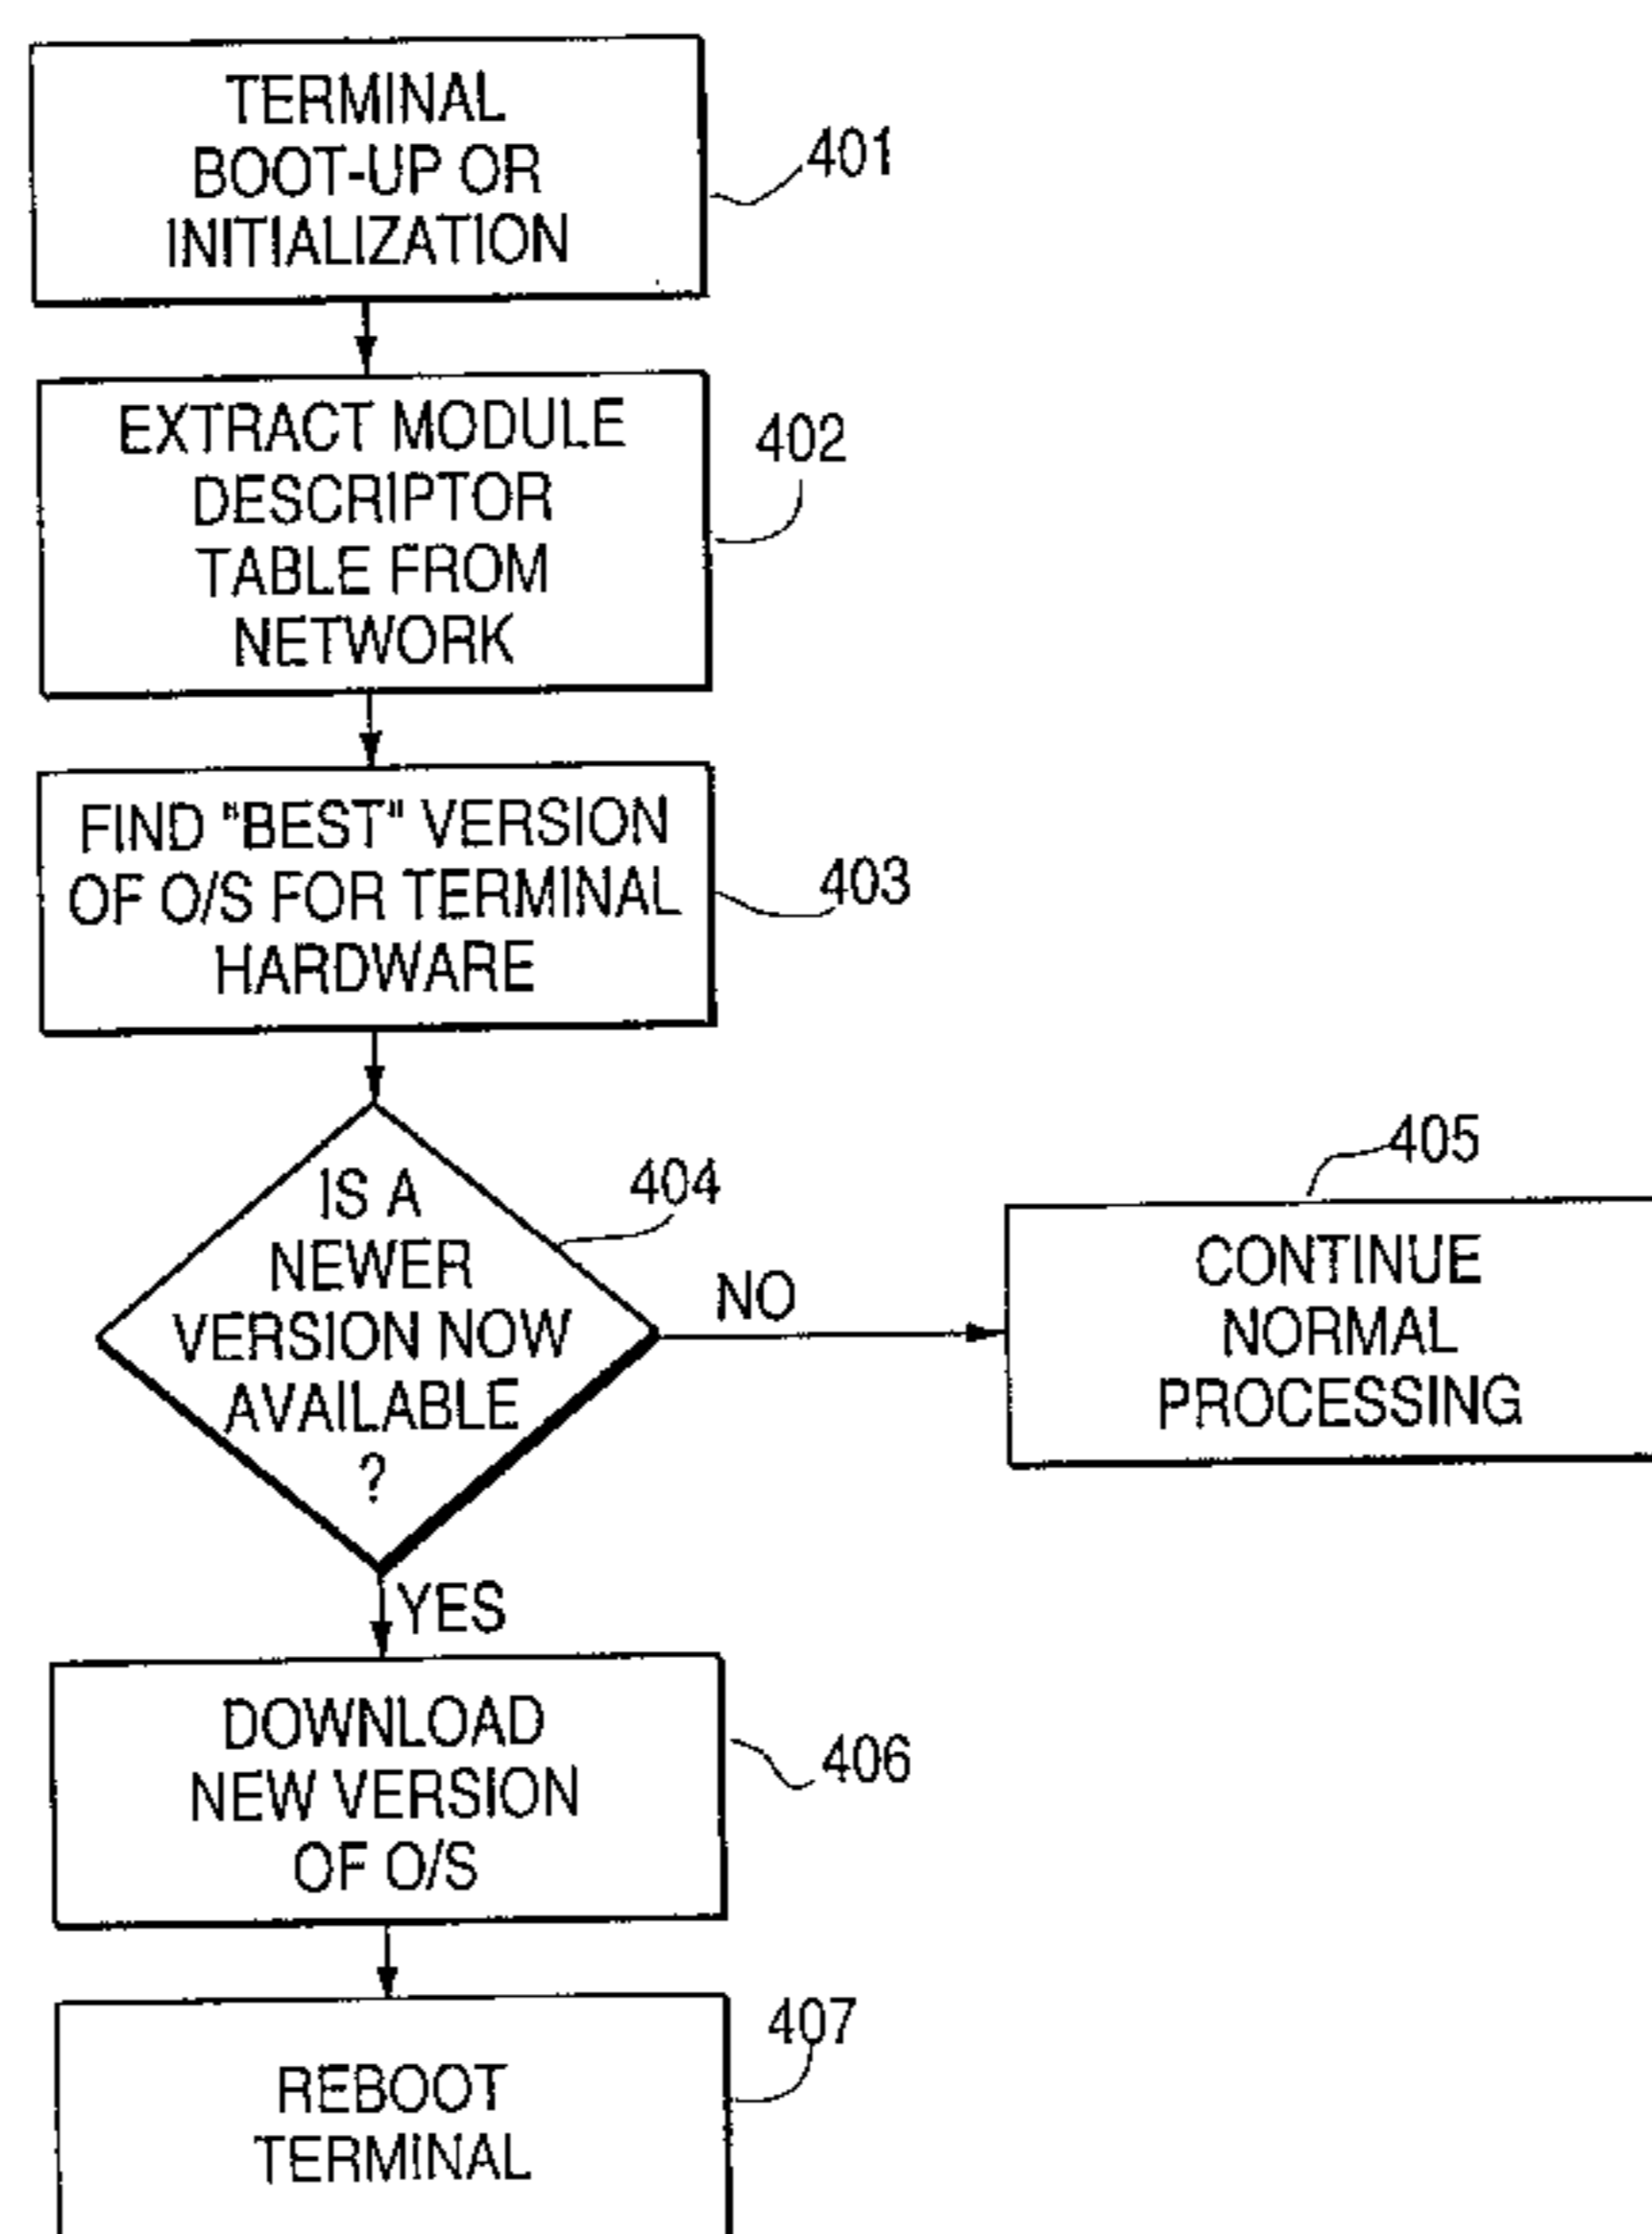 TERMINAL
BOOT-UP OR
INITIALIZATION
401
EXTRACT MODULE
DESCRIPTOR
TABLE FROM
NETWORK
402
FIND "BEST" VERSION
OF O/S FOR TERMINAL
HARDWARE
403
IS A
NEWER
VERSION NOW
AVAILABLE
?
404
NO
405
CONTINUE
NORMAL
PROCESSING
YES
DOWNLOAD
NEW VERSION
OF O/S
406
REBOOT
TERMINAL
407